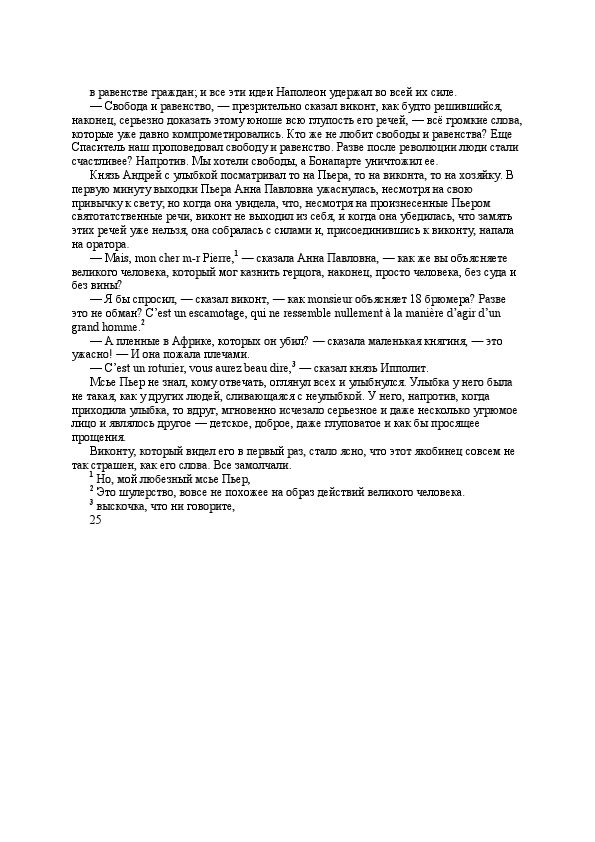 в равенстве граждан; и все эти идеи Наполеон удержал во всей их силе.
— Свобода и равенство, — презрительно сказал виконт, как будто решившийся,
наконец, серьезно доказать этому юноше всю глупость его речей, — всё громкие слова,
которые уже давно компрометировались. Кто же не любит свободы и равенства? Еще
Спаситель наш проповедовал свободу и равенство. Разве после революции люди стали
счастливее? Напротив. Мы хотели свободы, а Бонапарте уничтожил ее.
Князь Андрей с улыбкой посматривал то на Пьера, то на виконта, то на хозяйку. В
первую минуту выходки Пьера Анна Павловна ужаснулась, несмотря на свою
привычку к свету; но когда она увидела, что, несмотря на произнесенные Пьером
святотатственные речи, виконт не выходил из себя, и когда она убедилась, что замять
этих речей уже нельзя, она собралась с силами и, присоединившись к виконту, напала
на оратора.
— Mais, mon cher m-r Pierre,1 — сказала Анна Павловна, — как же вы объясняете
великого человека, который мог казнить герцога, наконец, просто человека, без суда и
без вины?
— Я бы спросил, — сказал виконт, — как monsieur объясняет 18 брюмера? Разве
это не обман? C'est un escamotage, qui ne ressemble nullement à la manière d'agir d'un
grand homme.2
— А пленные в Африке, которых он убил? — сказала маленькая княгиня, — это
ужасно! — И она пожала плечами.
— C'est un roturier, vous aurez beau dire,3 — сказал князь Ипполит.
Мсье Пьер не знал, кому отвечать, оглянул всех и улыбнулся. Улыбка у него была
не такая, как у других людей, сливающаяся с неулыбкой. У него, напротив, когда
приходила улыбка, то вдруг, мгновенно исчезало серьезное и даже несколько угрюмое
лицо и являлось другое — детское, доброе, даже глуповатое и как бы просящее
прощения.
Виконту, который видел его в первый раз, стало ясно, что этот якобинец совсем не
так страшен, как его слова. Все замолчали.
1 Но, мой любезный мсье Пьер,
2 Это шулерство, вовсе не похожее на образ действий великого человека.
3 выскочка, что ни говорите,
25